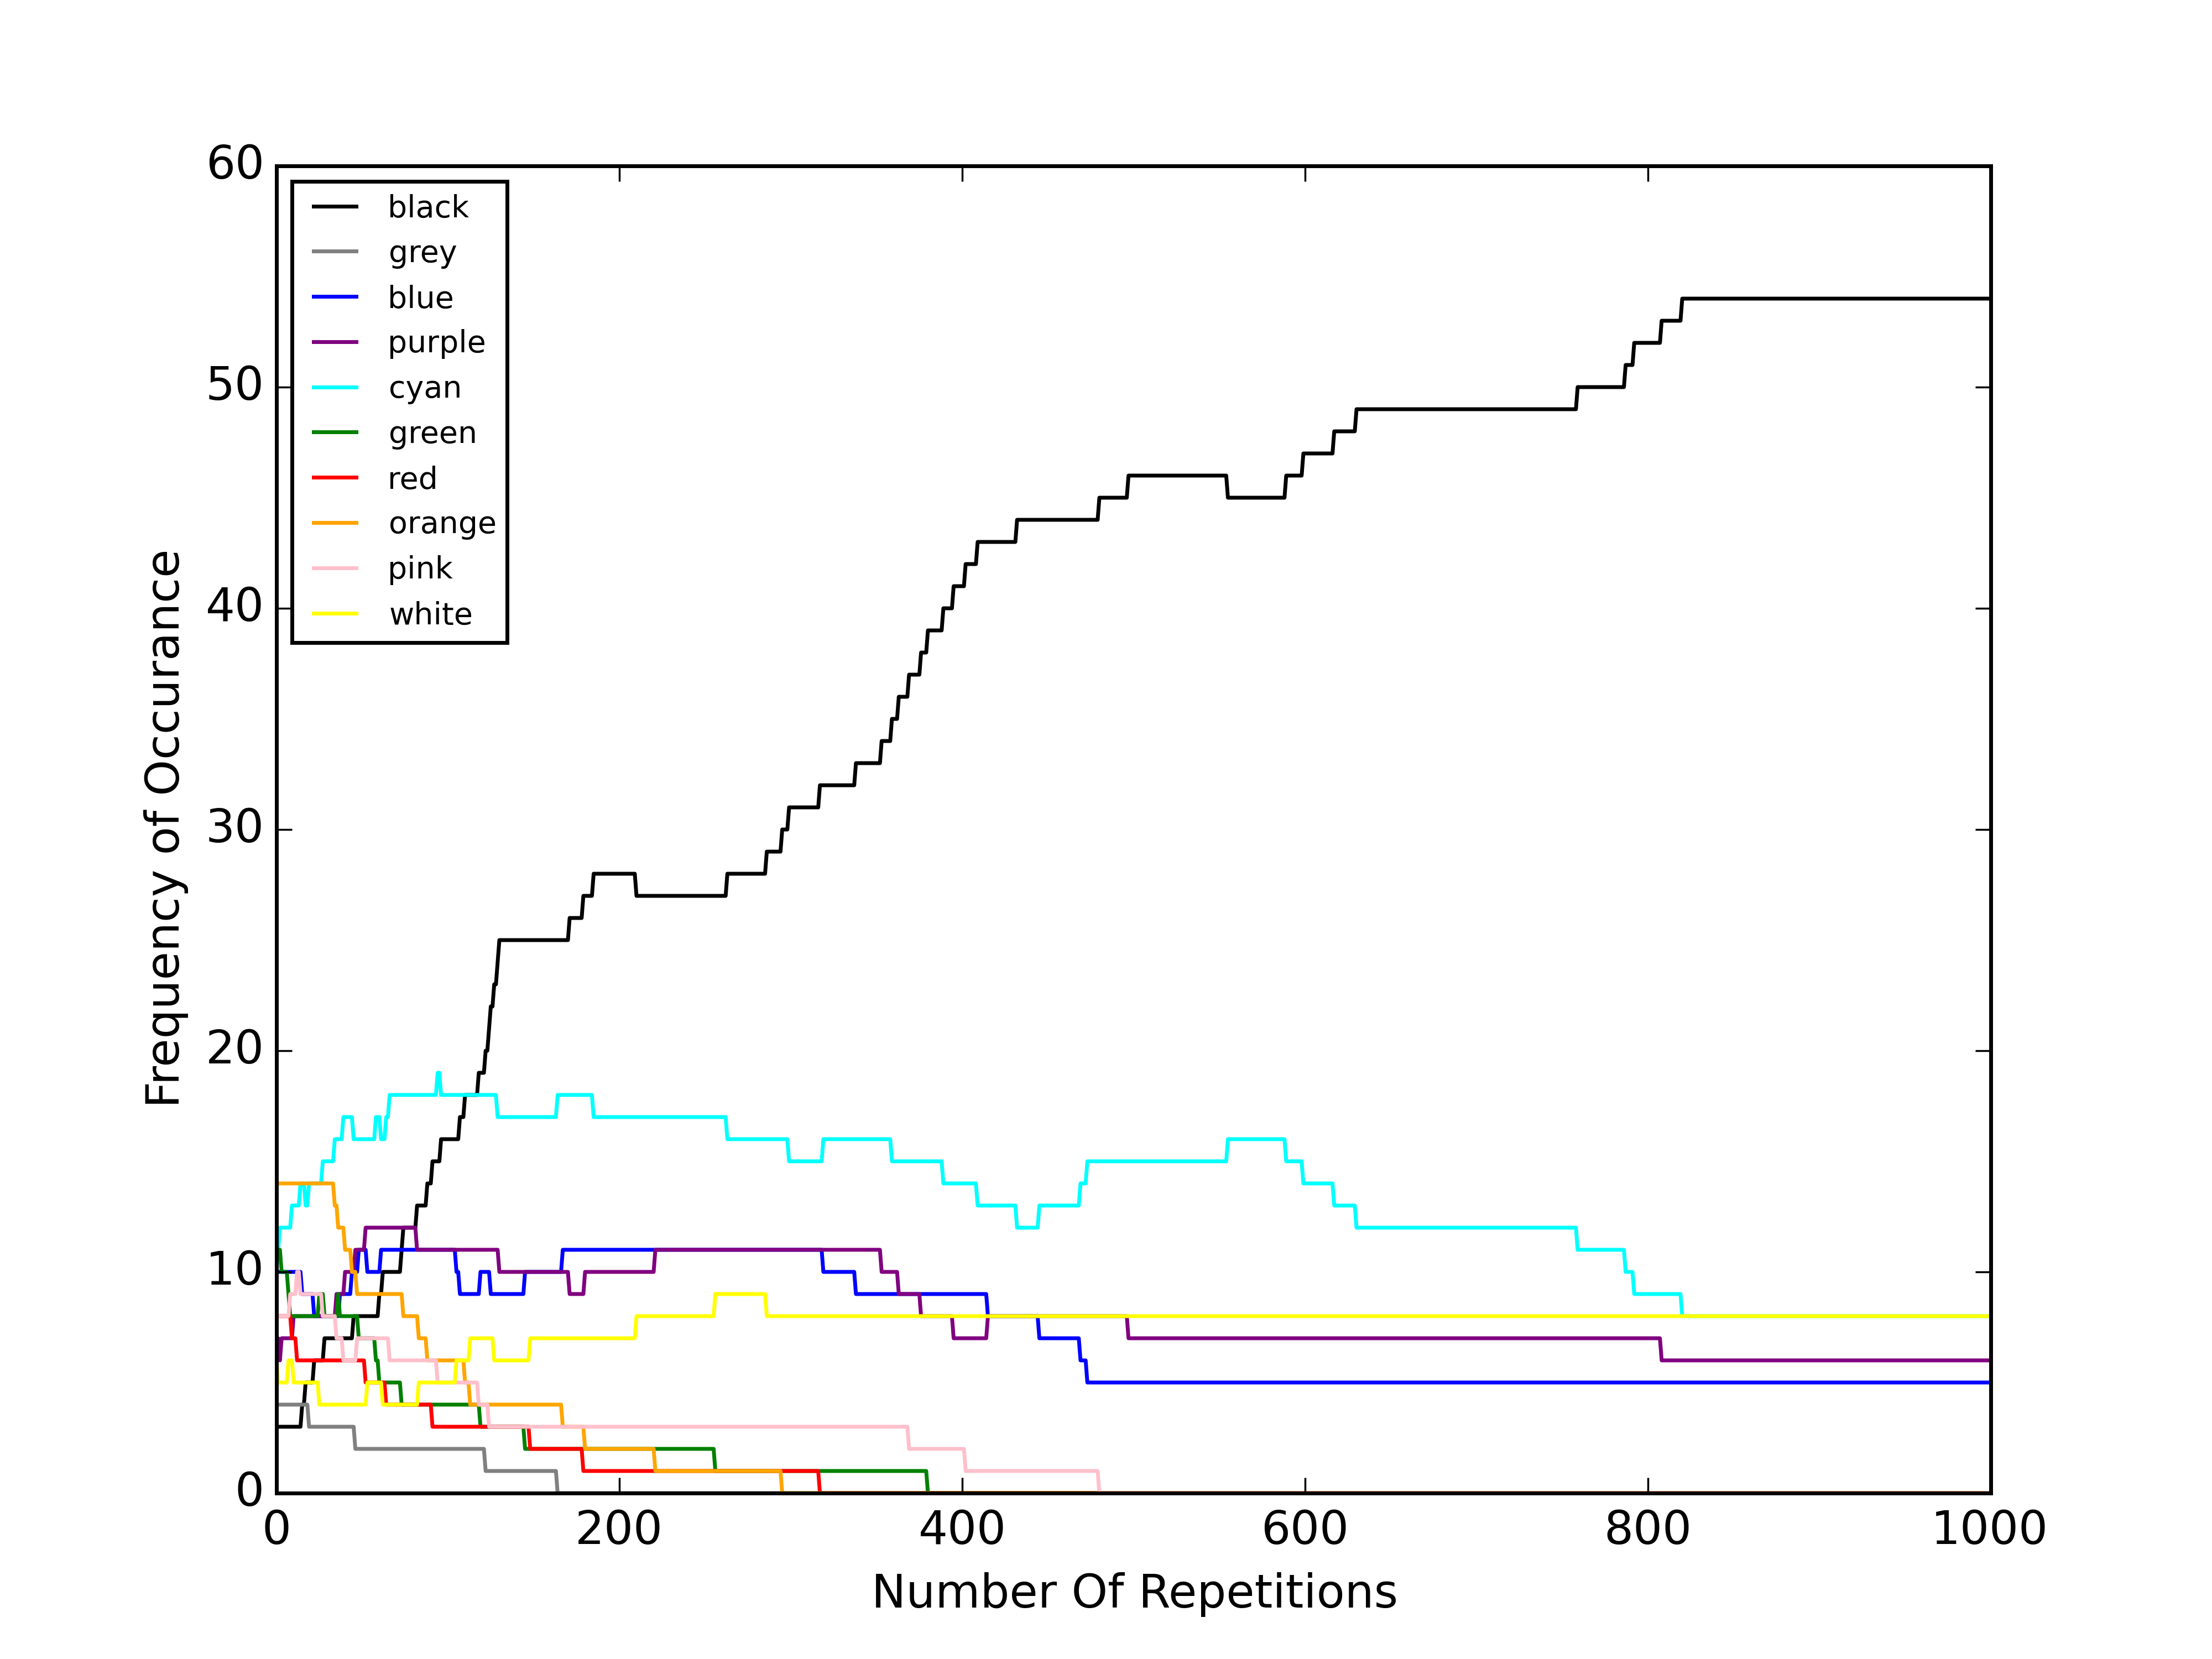 60
50
40
30
20
10
0
Frequency of Occurance
black
grey
blue
purple
cyan
green
red
orange
pink
white
0 200 400 600 800 1000
Number Of Repetitions